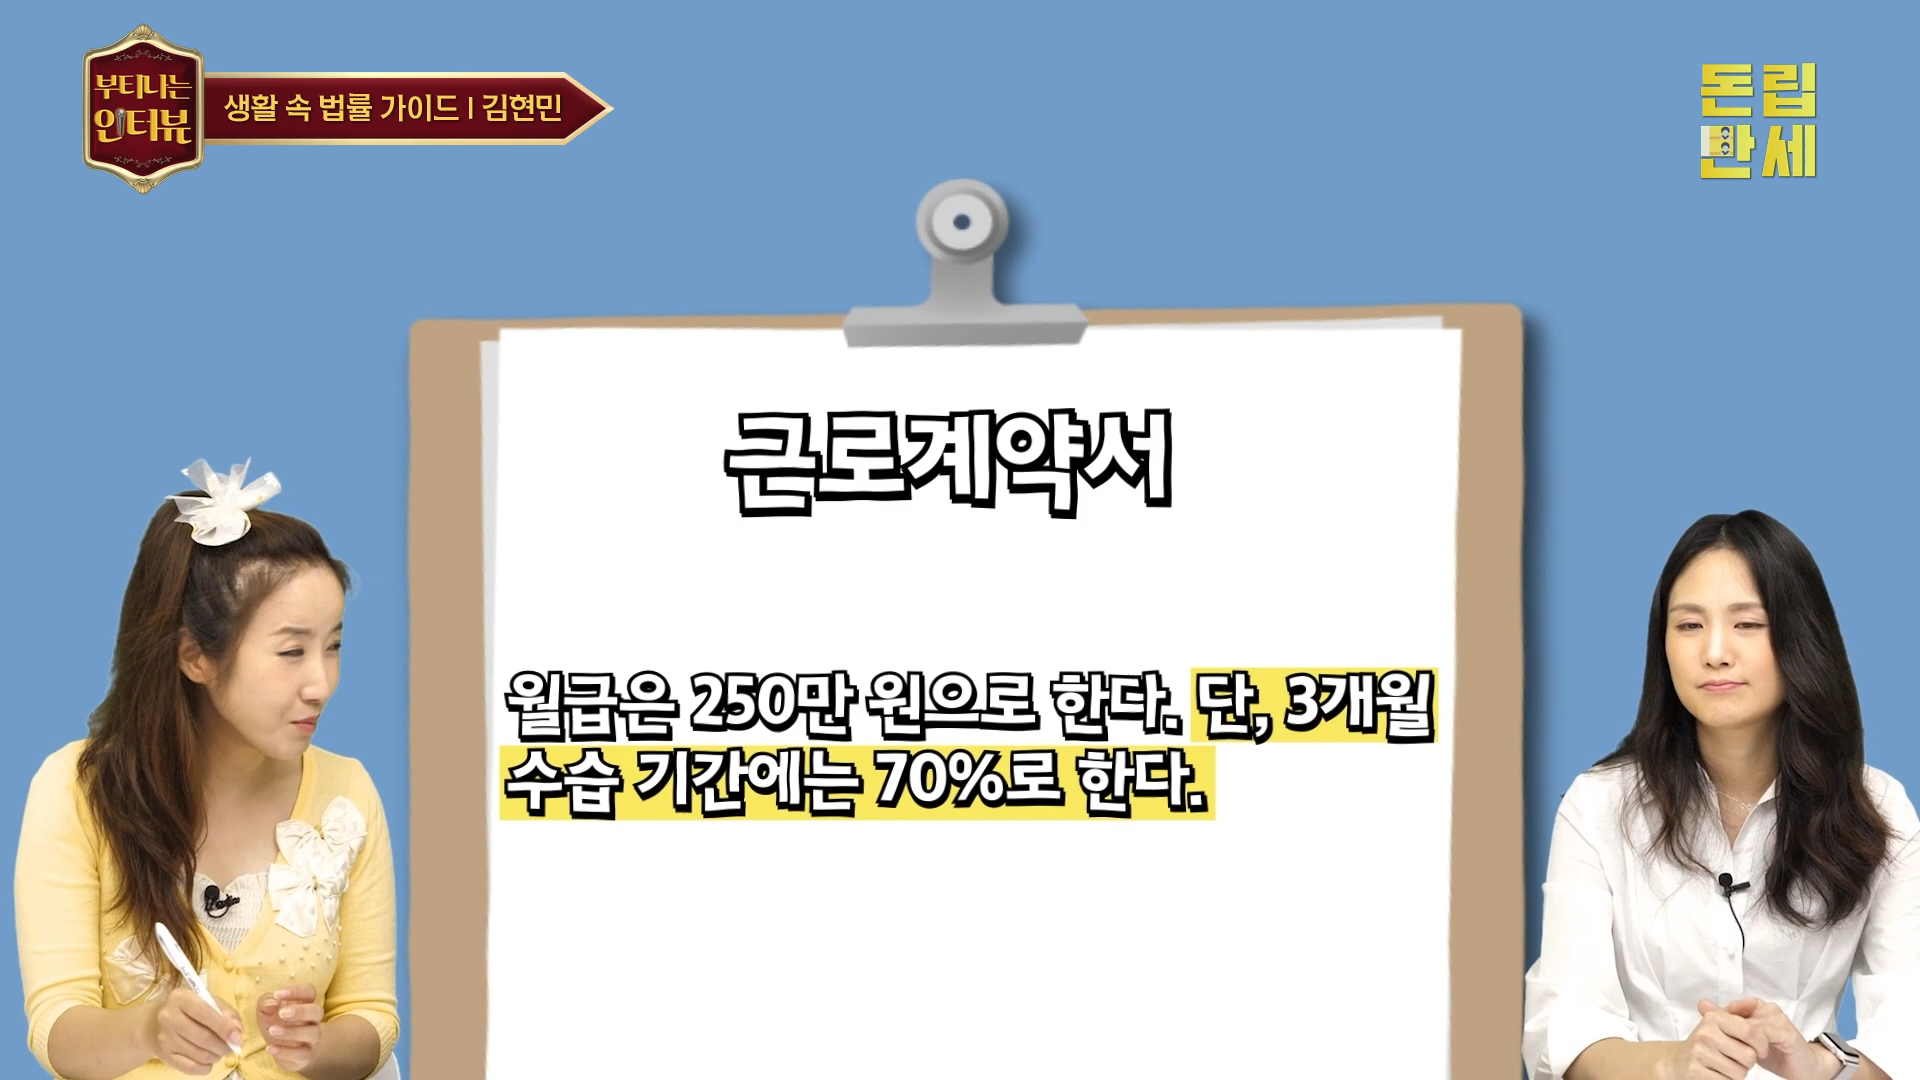 부티나는
인터뷰
생활 속 법률 가이드 | 김현민
돈립
만세
근로계약서
월급은 250만 원으로 한다. 단, 3개월
수습 기간에는 70%로 한다.